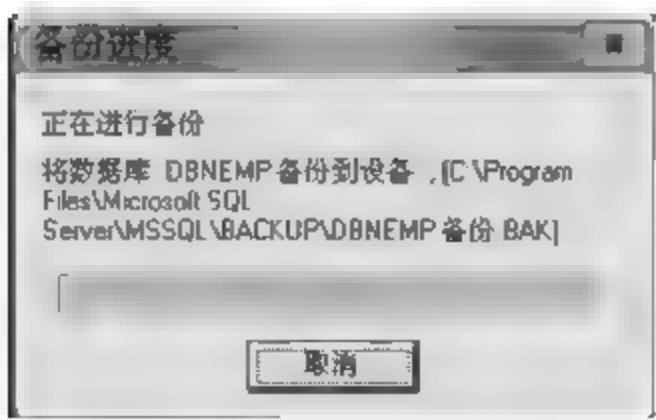 备份进度
正在进行备份
将数据库 DBNEMP 备份到设备 ,[C \Program
Files\Microsoft SQL
Server\MSSQL\BACKUP\DBNEMP 备份 BAK]
取消